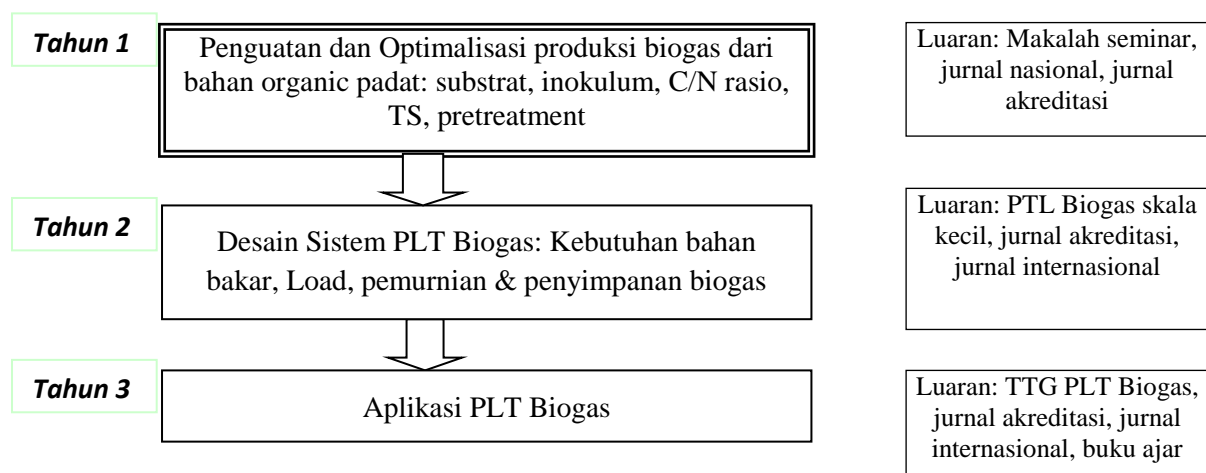 Tahun 1
Penguatan dan Optimalisasi produksi biogas dari
bahan organic padat: substrat, inokulum, C/N rasio,
TS, pretreatment
Luaran: Makalah seminar,
jurnal nasional, jurnal
akreditasi
Tahun 2
Desain Sistem PLT Biogas: Kebutuhan bahan
bakar, Load, pemurnian & penyimpanan biogas
Luaran: PTL Biogas skala
kecil, jurnal akreditasi,
jurnal internasional
Tahun 3
Aplikasi PLT Biogas
Luaran: TTG PLT Biogas,
jurnal akreditasi, jurnal
internasional, buku ajar